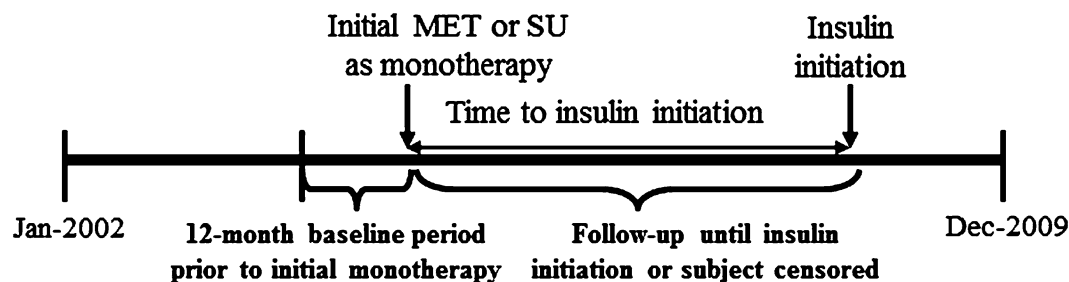 Initial MET or SU
as monotherapy
Insulin
initiation
Time to insulin initiation
Jan-2002
12-month baseline period
prior to initial monotherapy
Follow-up until insulin
initiation or subject censored
Dec-2009